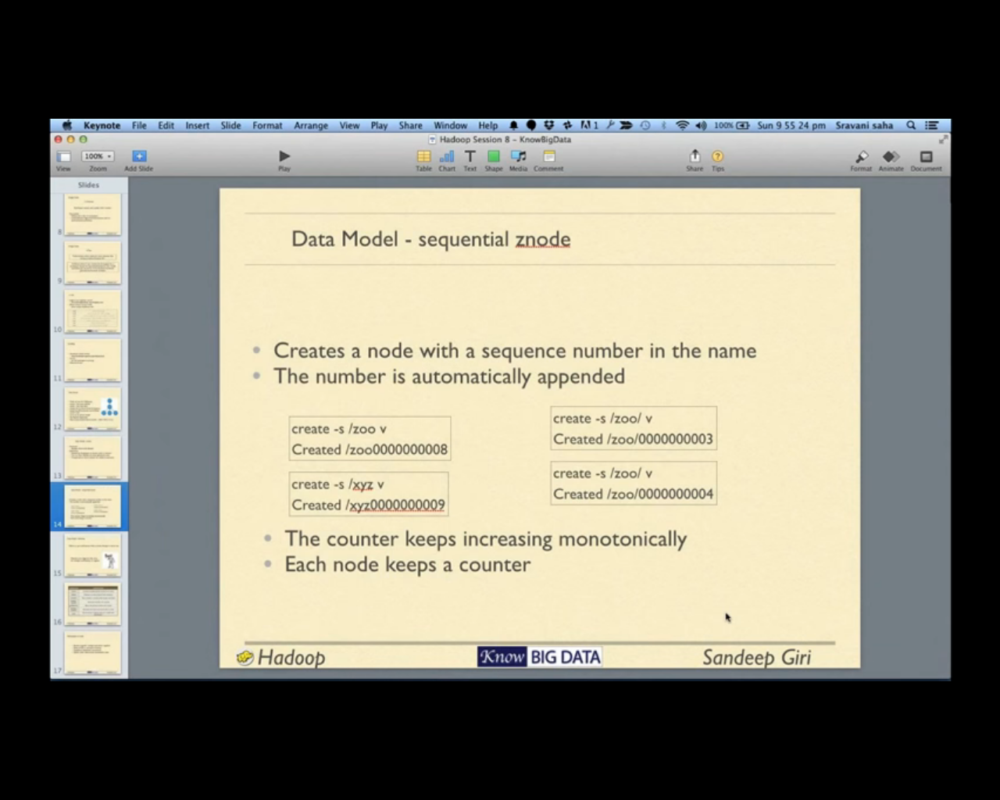 Keynote File Edit Insert Slide Format Arrange View Play Share Window Help 1 100% Sun 9 55 24 pm Sravani saha
Hadoop Session 8 – KnowBigData
100%
View Zoom Add Slide Play Table Chart Text Shape Media Comment Share Tips Format Animate Document
Slides
8
9
10
11
12
13
14
15
16
17
Data Model - sequential znode
Creates a node with a sequence number in the name
The number is automatically appended
create -s /zoo v
Created /zoo0000000008
create -s /xyz v
Created /xyz0000000009
create -s /zoo/ v
Created /zoo/0000000003
create -s /zoo/ v
Created /zoo/0000000004
The counter keeps increasing monotonically
Each node keeps a counter
Hadoop
Know BIG DATA
Sandeep Giri